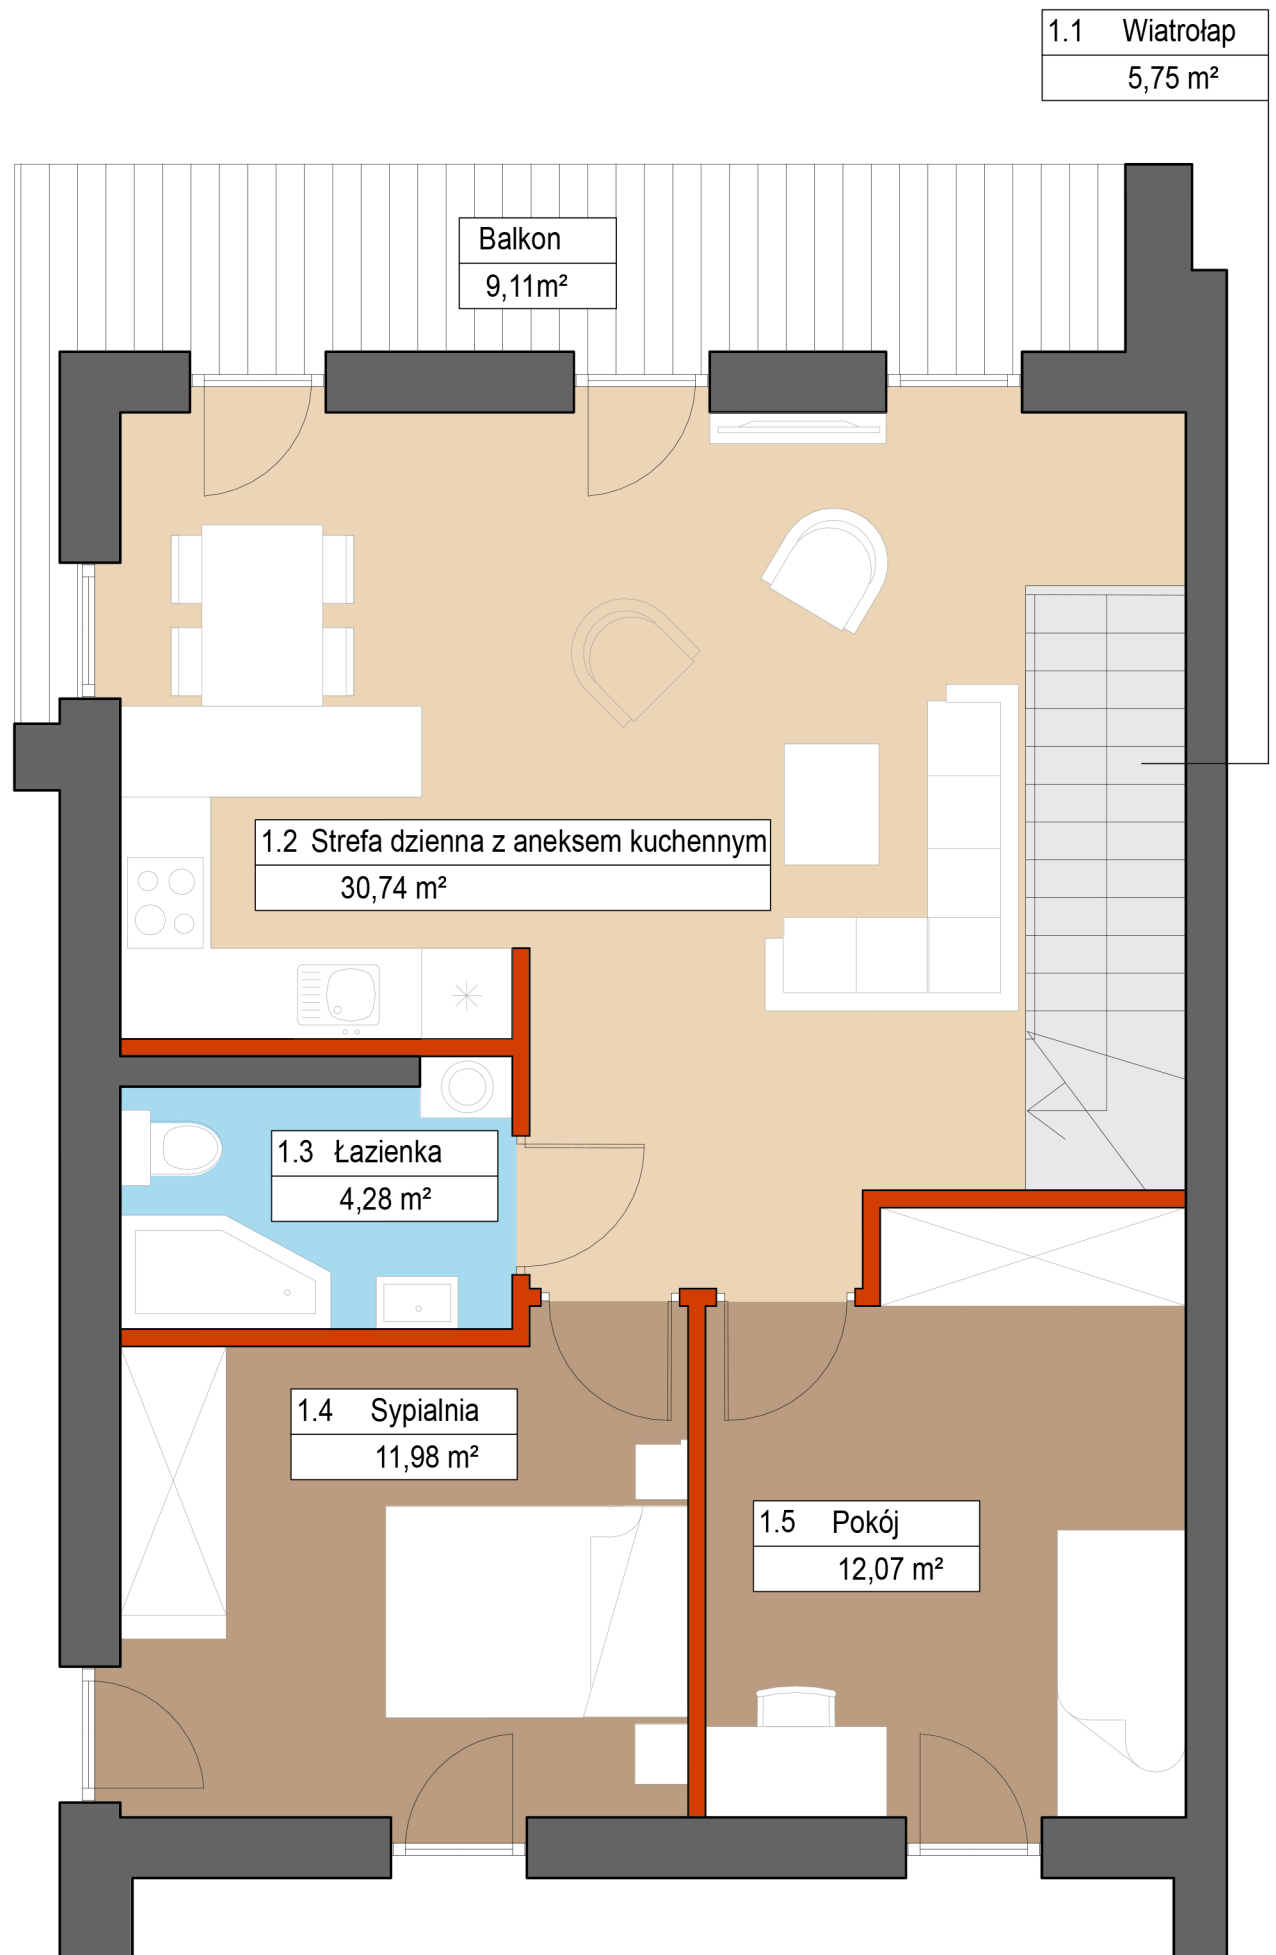 1.1 Wiatrołap
5,75 m²
Balkon
9,11m²
1.2 Strefa dzienna z aneksem kuchennym
30,74 m²
1.3 Łazienka
4,28 m²
1.4 Sypialnia
11,98 m²
1.5 Pokój
12,07 m²